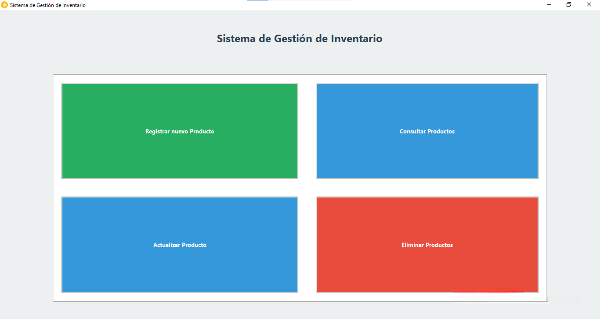 Sistema de Gestión de Inventario
Sistema de Gestión de Inventario
Registrar nuevo Producto
Consultar Productos
Actualizar Producto
Eliminar Productos